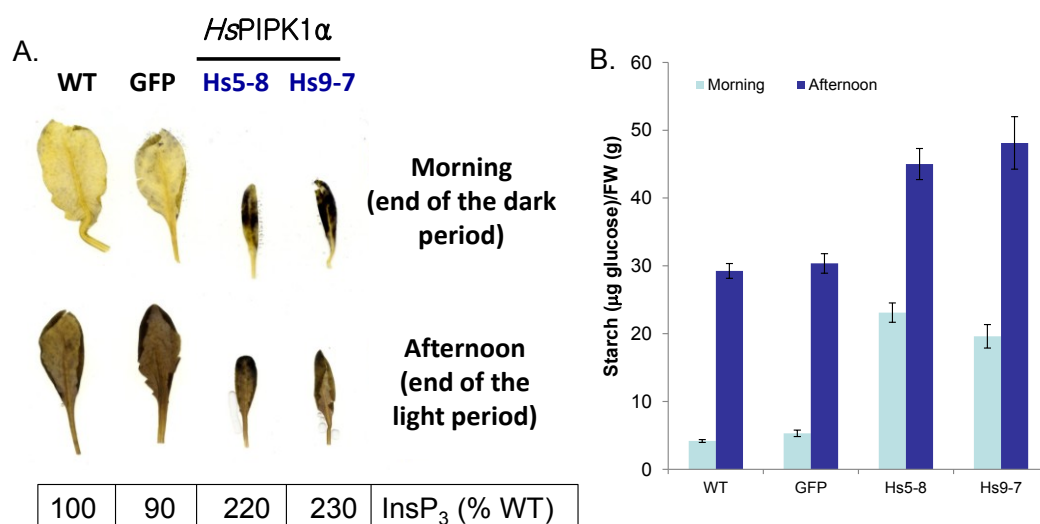 A.
HsPIPK1α
WT GFP Hs5-8 Hs9-7
Morning
(end of the dark
period)
Afternoon
(end of the
light period)
100 90 220 230 InsP₃ (% WT)
B.
Morning Afternoon
Starch (µg glucose)/FW (g)
60
50
40
30
20
10
0
WT GFP Hs5-8 Hs9-7